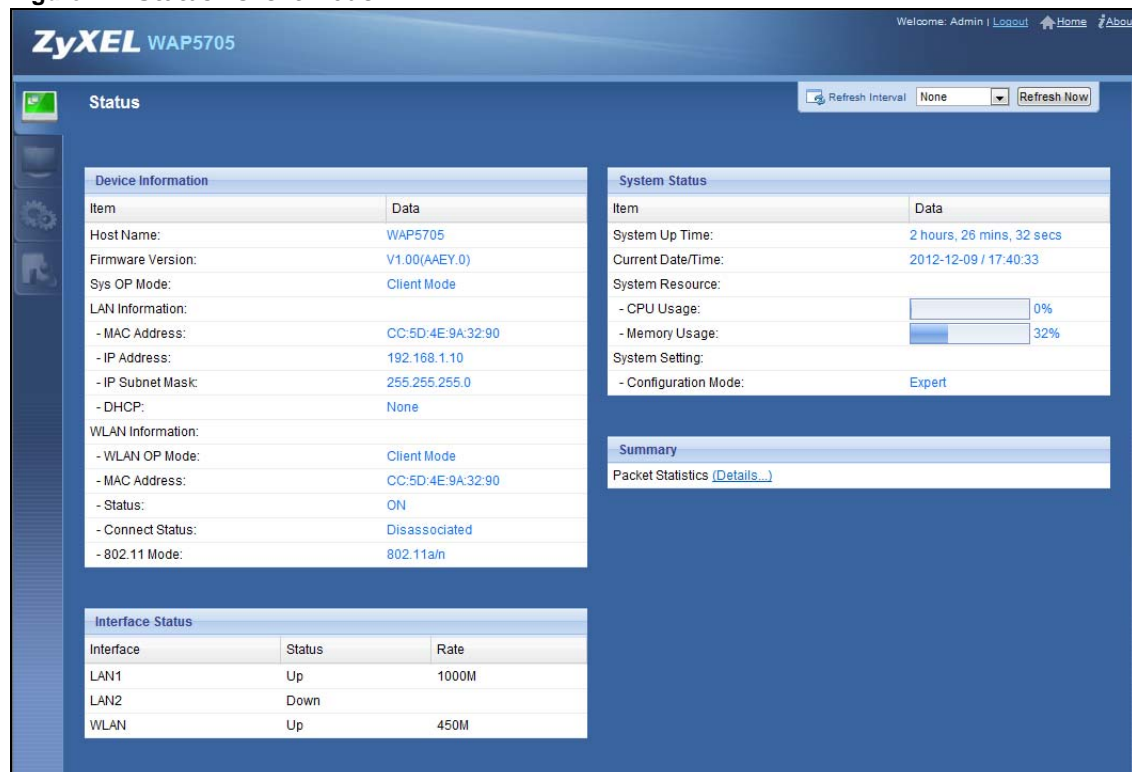 ZyXEL WAP5705
Welcome: Admin | Logout Home
Status
Refresh Interval None Refresh Now
Device Information
Item Data
Host Name: WAP5705
Firmware Version: V1.00(AAEY.0)
Sys OP Mode: Client Mode
LAN Information:
- MAC Address: CC:5D:4E:9A:32:90
- IP Address: 192.168.1.10
- IP Subnet Mask: 255.255.255.0
- DHCP: None
WLAN Information:
- WLAN OP Mode: Client Mode
- MAC Address: CC:5D:4E:9A:32:90
- Status: ON
- Connect Status: Disassociated
- 802.11 Mode: 802.11a/n
Interface Status
Interface Status Rate
LAN1 Up 1000M
LAN2 Down
WLAN Up 450M
System Status
Item Data
System Up Time: 2 hours, 26 mins, 32 secs
Current Date/Time: 2012-12-09 / 17:40:33
System Resource:
- CPU Usage: 0%
- Memory Usage: 32%
System Setting:
- Configuration Mode: Expert
Summary
Packet Statistics (Details...)